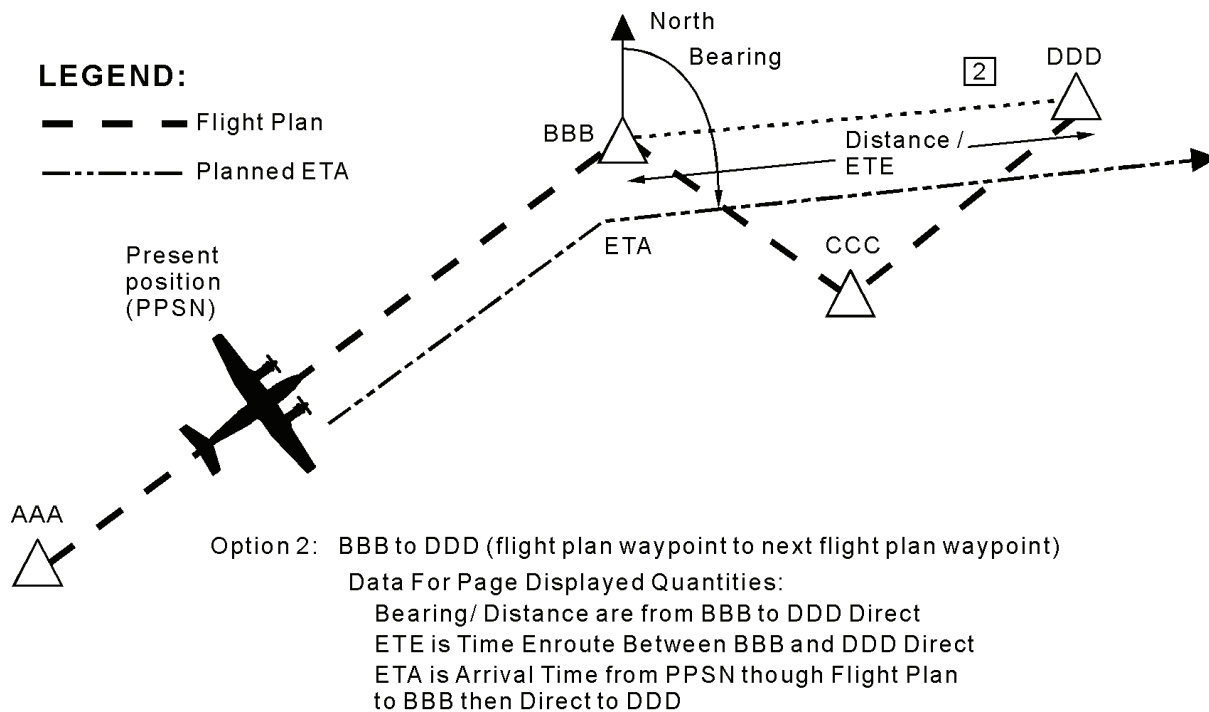 North
Bearing
DDD
2
LEGEND:
Flight Plan
BBB
Distance /
ETE
Planned ETA
ETA
CCC
Present
position
(PPSN)
AAA
Option 2: BBB to DDD (flight plan waypoint to next flight plan waypoint)
Data For Page Displayed Quantities:
Bearing/ Distance are from BBB to DDD Direct
ETE is Time Enroute Between BBB and DDD Direct
ETA is Arrival Time from PPSN though Flight Plan
to BBB then Direct to DDD